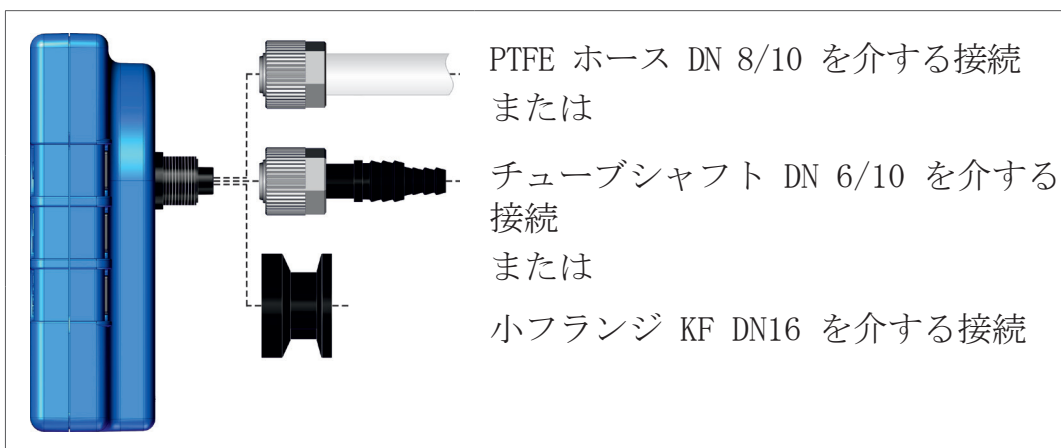 PTFE ホース DN 8/10 を介する接続
または
チューブシャフト DN 6/10 を介する
接続
または
小フランジ KF DN16 を介する接続